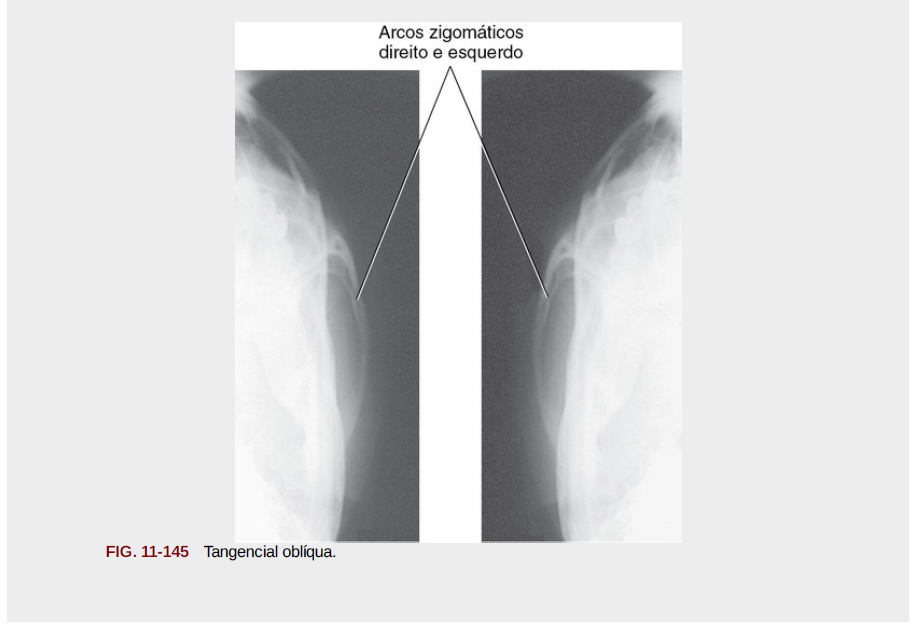 Arcos zigomáticos
direito e esquerdo
FIG. 11-145 Tangencial oblíqua.